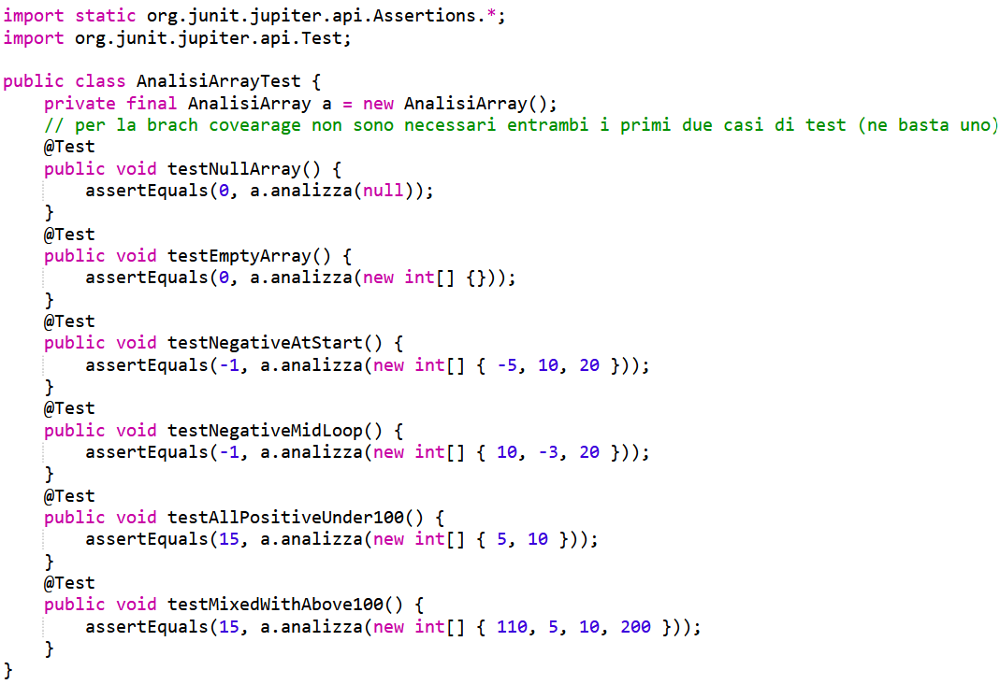 import static org.junit.jupiter.api.Assertions.*;
import org.junit.jupiter.api.Test;
public class AnalisiArrayTest {
    private final AnalisiArray a = new AnalisiArray();
    // per la brach covearage non sono necessari entrambi i primi due casi di test (ne basta uno)
    @Test
    public void testNullArray() {
        assertEquals(0, a.analizza(null));
    }
    @Test
    public void testEmptyArray() {
        assertEquals(0, a.analizza(new int[] {}));
    }
    @Test
    public void testNegativeAtStart() {
        assertEquals(-1, a.analizza(new int[] { -5, 10, 20 }));
    }
    @Test
    public void testNegativeMidLoop() {
        assertEquals(-1, a.analizza(new int[] { 10, -3, 20 }));
    }
    @Test
    public void testAllPositiveUnder100() {
        assertEquals(15, a.analizza(new int[] { 5, 10 }));
    }
    @Test
    public void testMixedWithAbove100() {
        assertEquals(15, a.analizza(new int[] { 110, 5, 10, 200 }));
    }
}